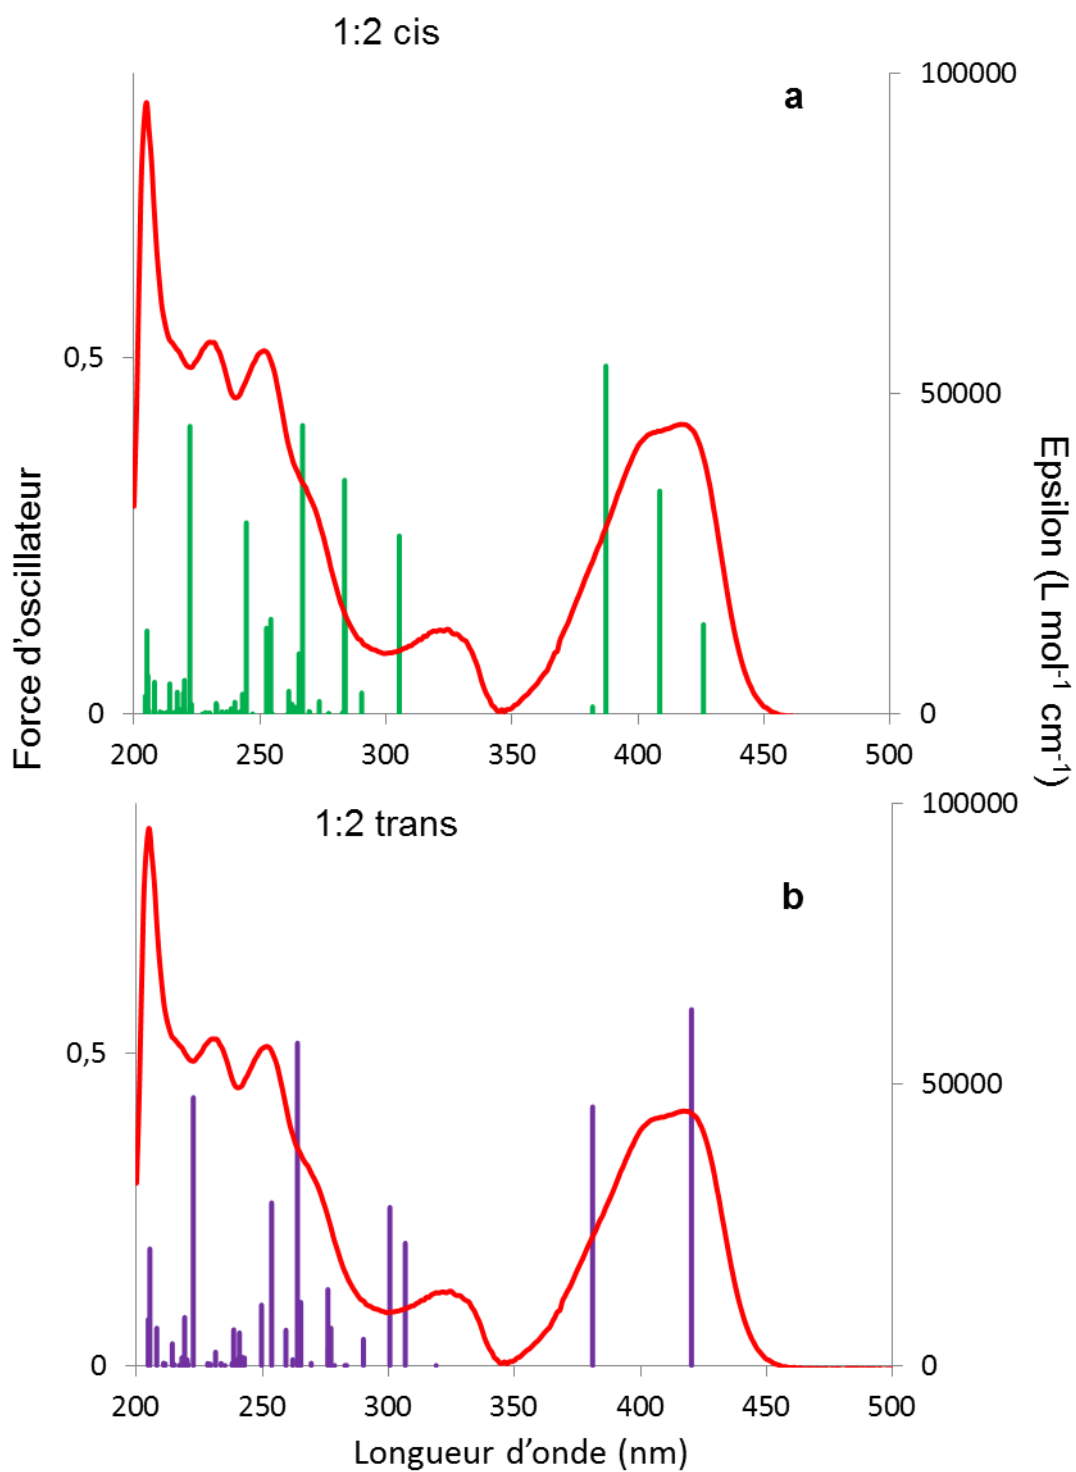 1:2 cis
a
100000
50000
0
0,5
0
200 250 300 350 400 450 500
Force d'oscillateur
Epsilon (L mol⁻¹ cm⁻¹)
1:2 trans
b
100000
50000
0
0,5
0
200 250 300 350 400 450 500
Longueur d'onde (nm)